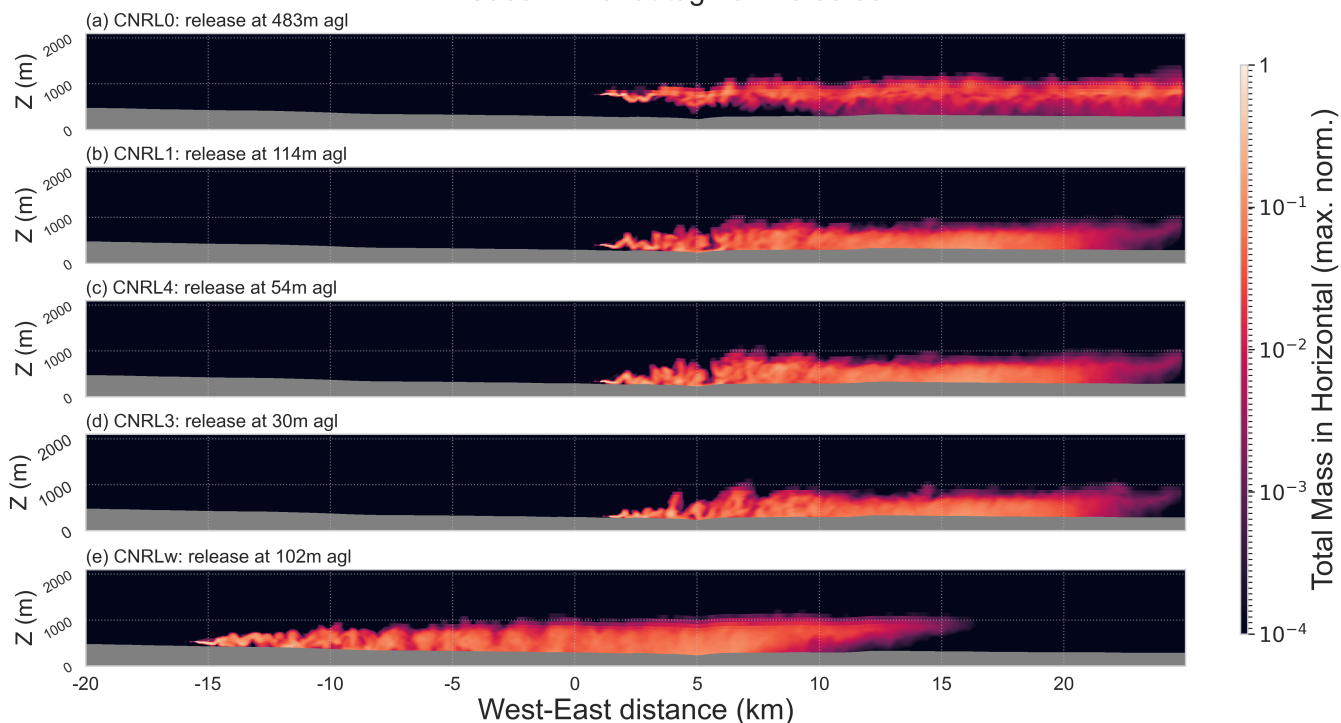 (a) CNRL0: release at 483m agl
2000
1000
0
Z (m)
(b) CNRL1: release at 114m agl
2000
1000
0
Z (m)
(c) CNRL4: release at 54m agl
2000
1000
0
Z (m)
(d) CNRL3: release at 30m agl
2000
1000
0
Z (m)
(e) CNRLw: release at 102m agl
2000
1000
0
Z (m)
-20 -15 -10 -5 0 5 10 15 20
West-East distance (km)
1
10⁻¹
10⁻²
10⁻³
10⁻⁴
Total Mass in Horizontal (max. norm.)